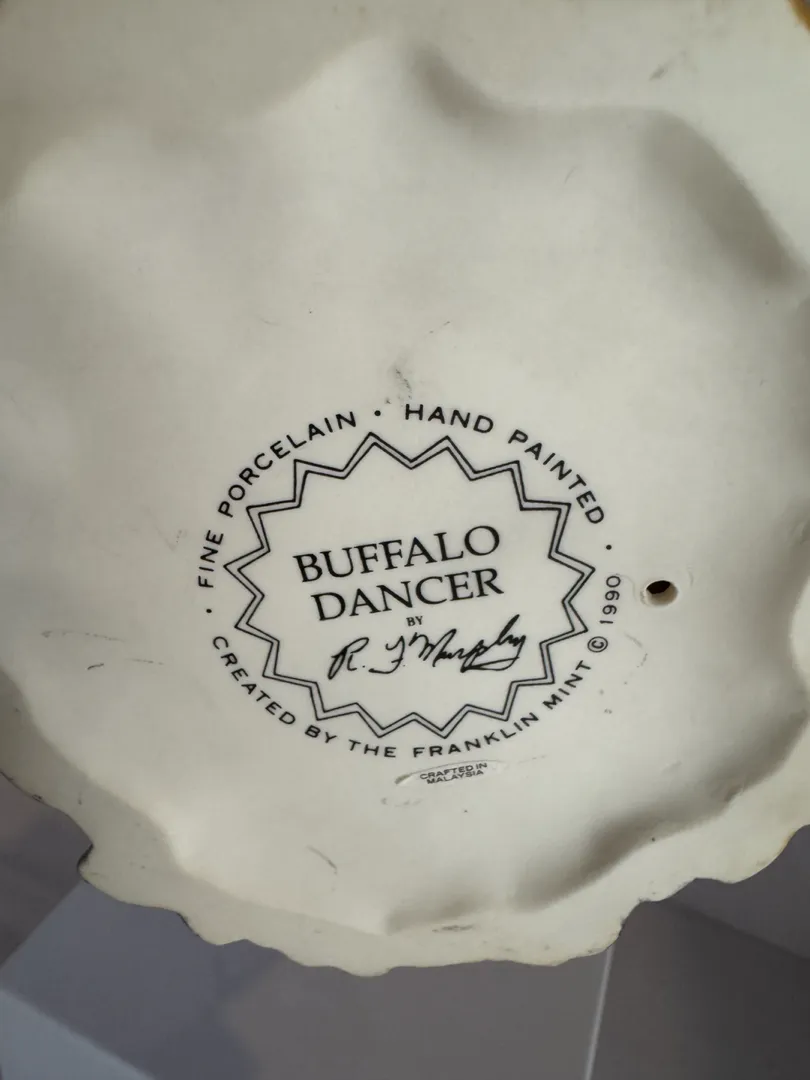 • FINE PORCELAIN • HAND PAINTED •
BUFFALO
DANCER
BY
R. F. Murphy
CREATED BY THE FRANKLIN MINT © 1990
CRAFTED IN
MALAYSIA